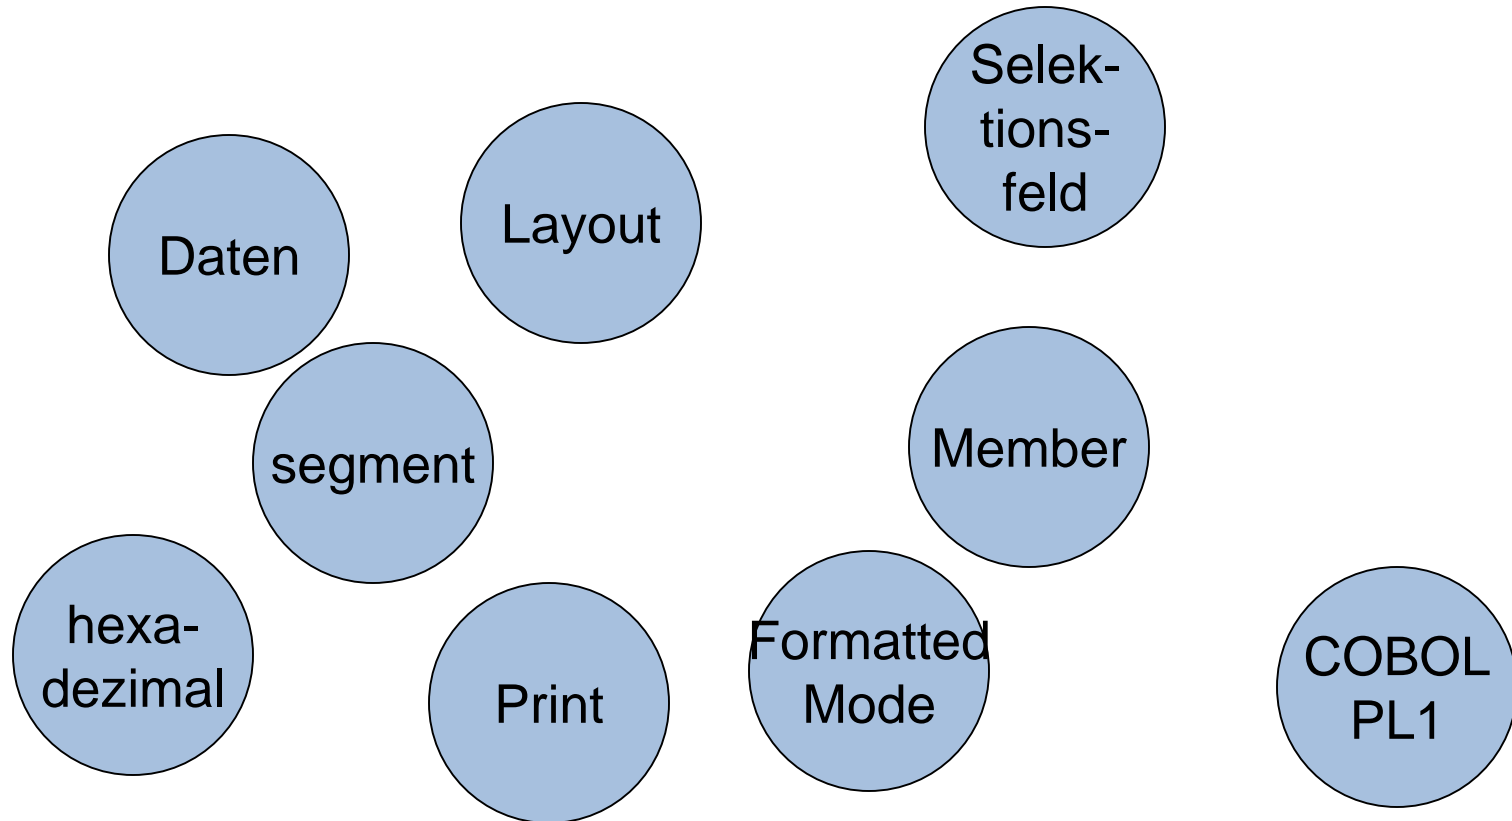 Selek-
tions-
feld
Layout
Daten
Member
segment
hexa-
dezimal
Formatted
Mode
COBOL
PL1
Print